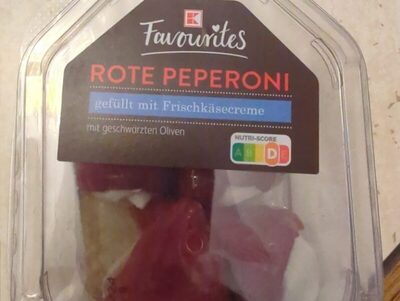 K
Favourites
ROTE PEPERONI
gefüllt mit Frischkäsecreme
mit geschwärzten Oliven
NUTRI-SCORE
A B C D E